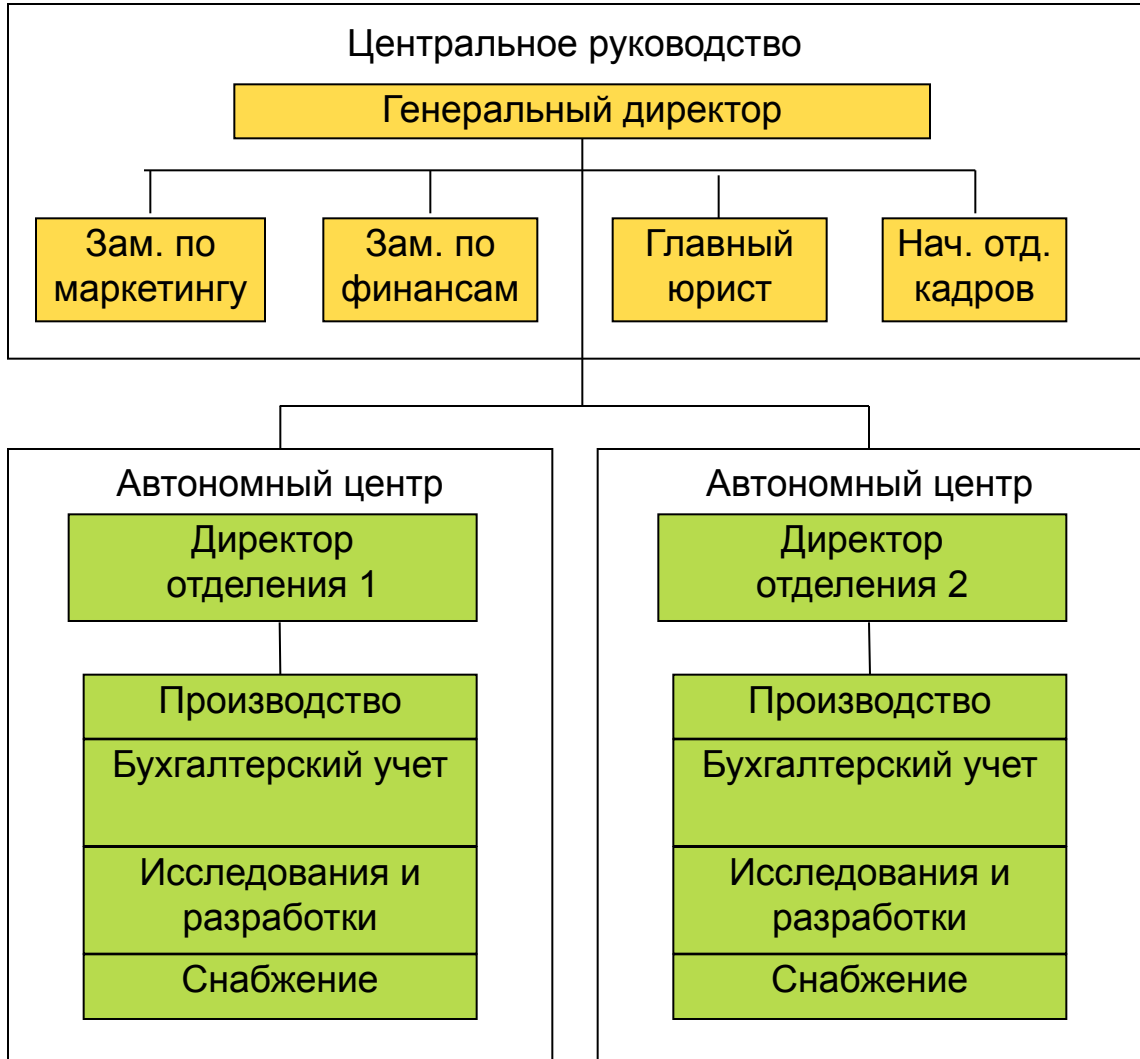 Центральное руководство
Генеральный директор
Зам. по
маркетингу
Зам. по
финансам
Главный
юрист
Нач. отд.
кадров
Автономный центр
Директор
отделения 1
Производство
Бухгалтерский учет
Исследования и
разработки
Снабжение
Автономный центр
Директор
отделения 2
Производство
Бухгалтерский учет
Исследования и
разработки
Снабжение